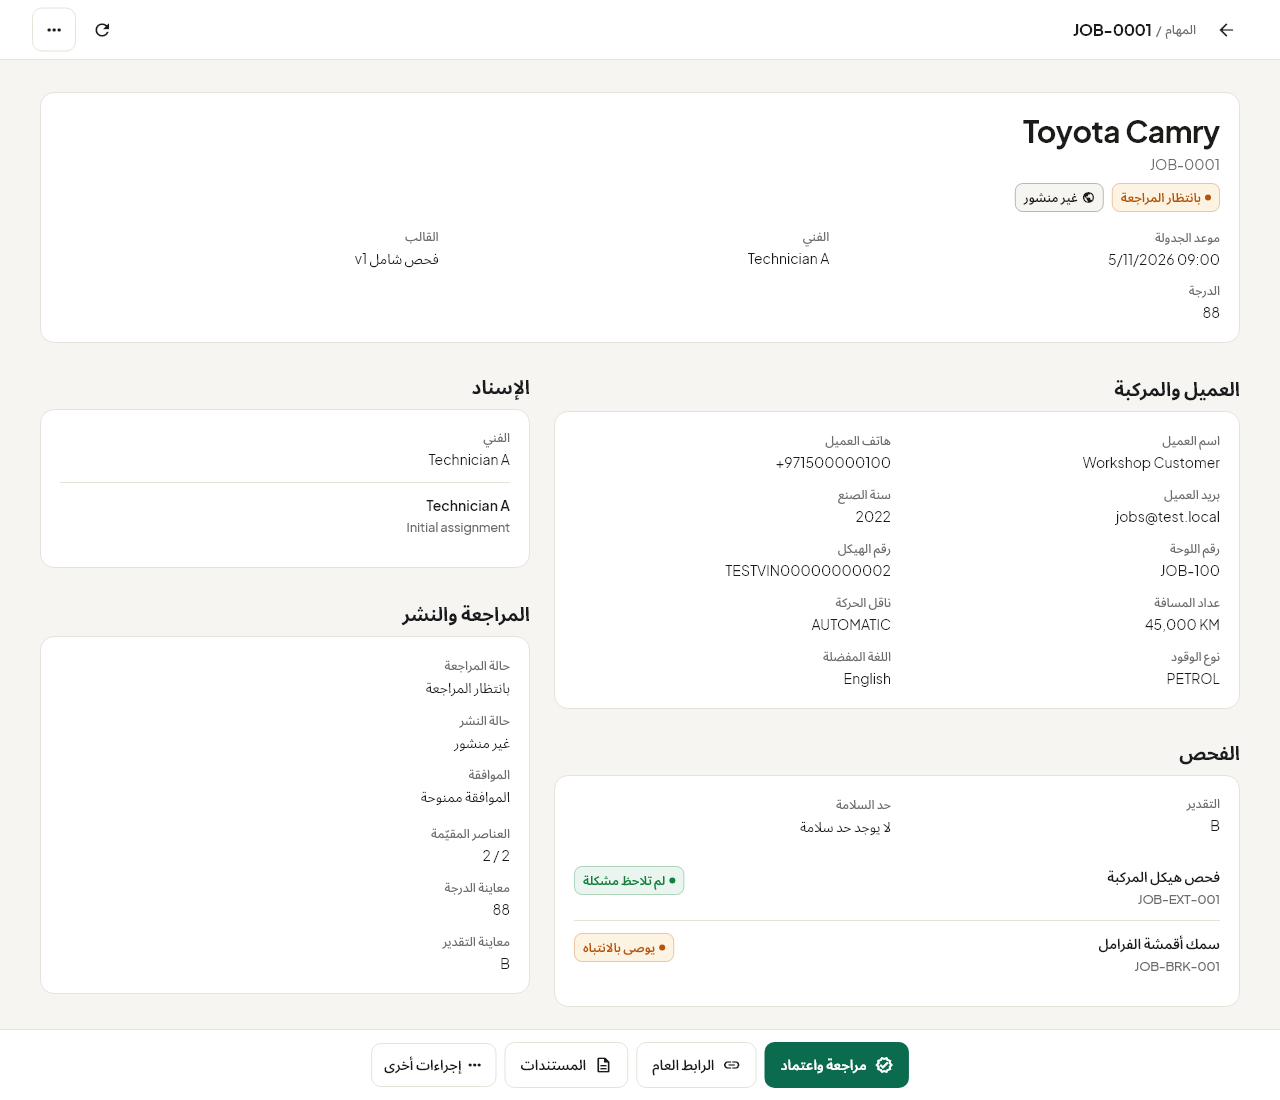 المهام / JOB-0001
Toyota Camry
JOB-0001
بانتظار المراجعة
غير منشور
موعد الجدولة
5/11/2026 09:00
الفني
Technician A
القالب
فحص شامل v1
الدرجة
88
العميل والمركبة
اسم العميل
Workshop Customer
هاتف العميل
+971500000100
بريد العميل
jobs@test.local
سنة الصنع
2022
رقم اللوحة
JOB-100
رقم الهيكل
TESTVIN00000000002
عداد المسافة
45,000 KM
ناقل الحركة
AUTOMATIC
نوع الوقود
PETROL
اللغة المفضلة
English
الفحص
التقدير
B
حد السلامة
لا يوجد حد سلامة
فحص هيكل المركبة
JOB-EXT-001
لم تلاحظ مشكلة
سمك أقمشة الفرامل
JOB-BRK-001
يوصى بالانتباه
الإسناد
الفني
Technician A
Technician A
Initial assignment
المراجعة والنشر
حالة المراجعة
بانتظار المراجعة
حالة النشر
غير منشور
الموافقة
الموافقة ممنوحة
العناصر المقيّمة
2 / 2
معاينة الدرجة
88
معاينة التقدير
B
مراجعة واعتماد
الرابط العام
المستندات
إجراءات أخرى